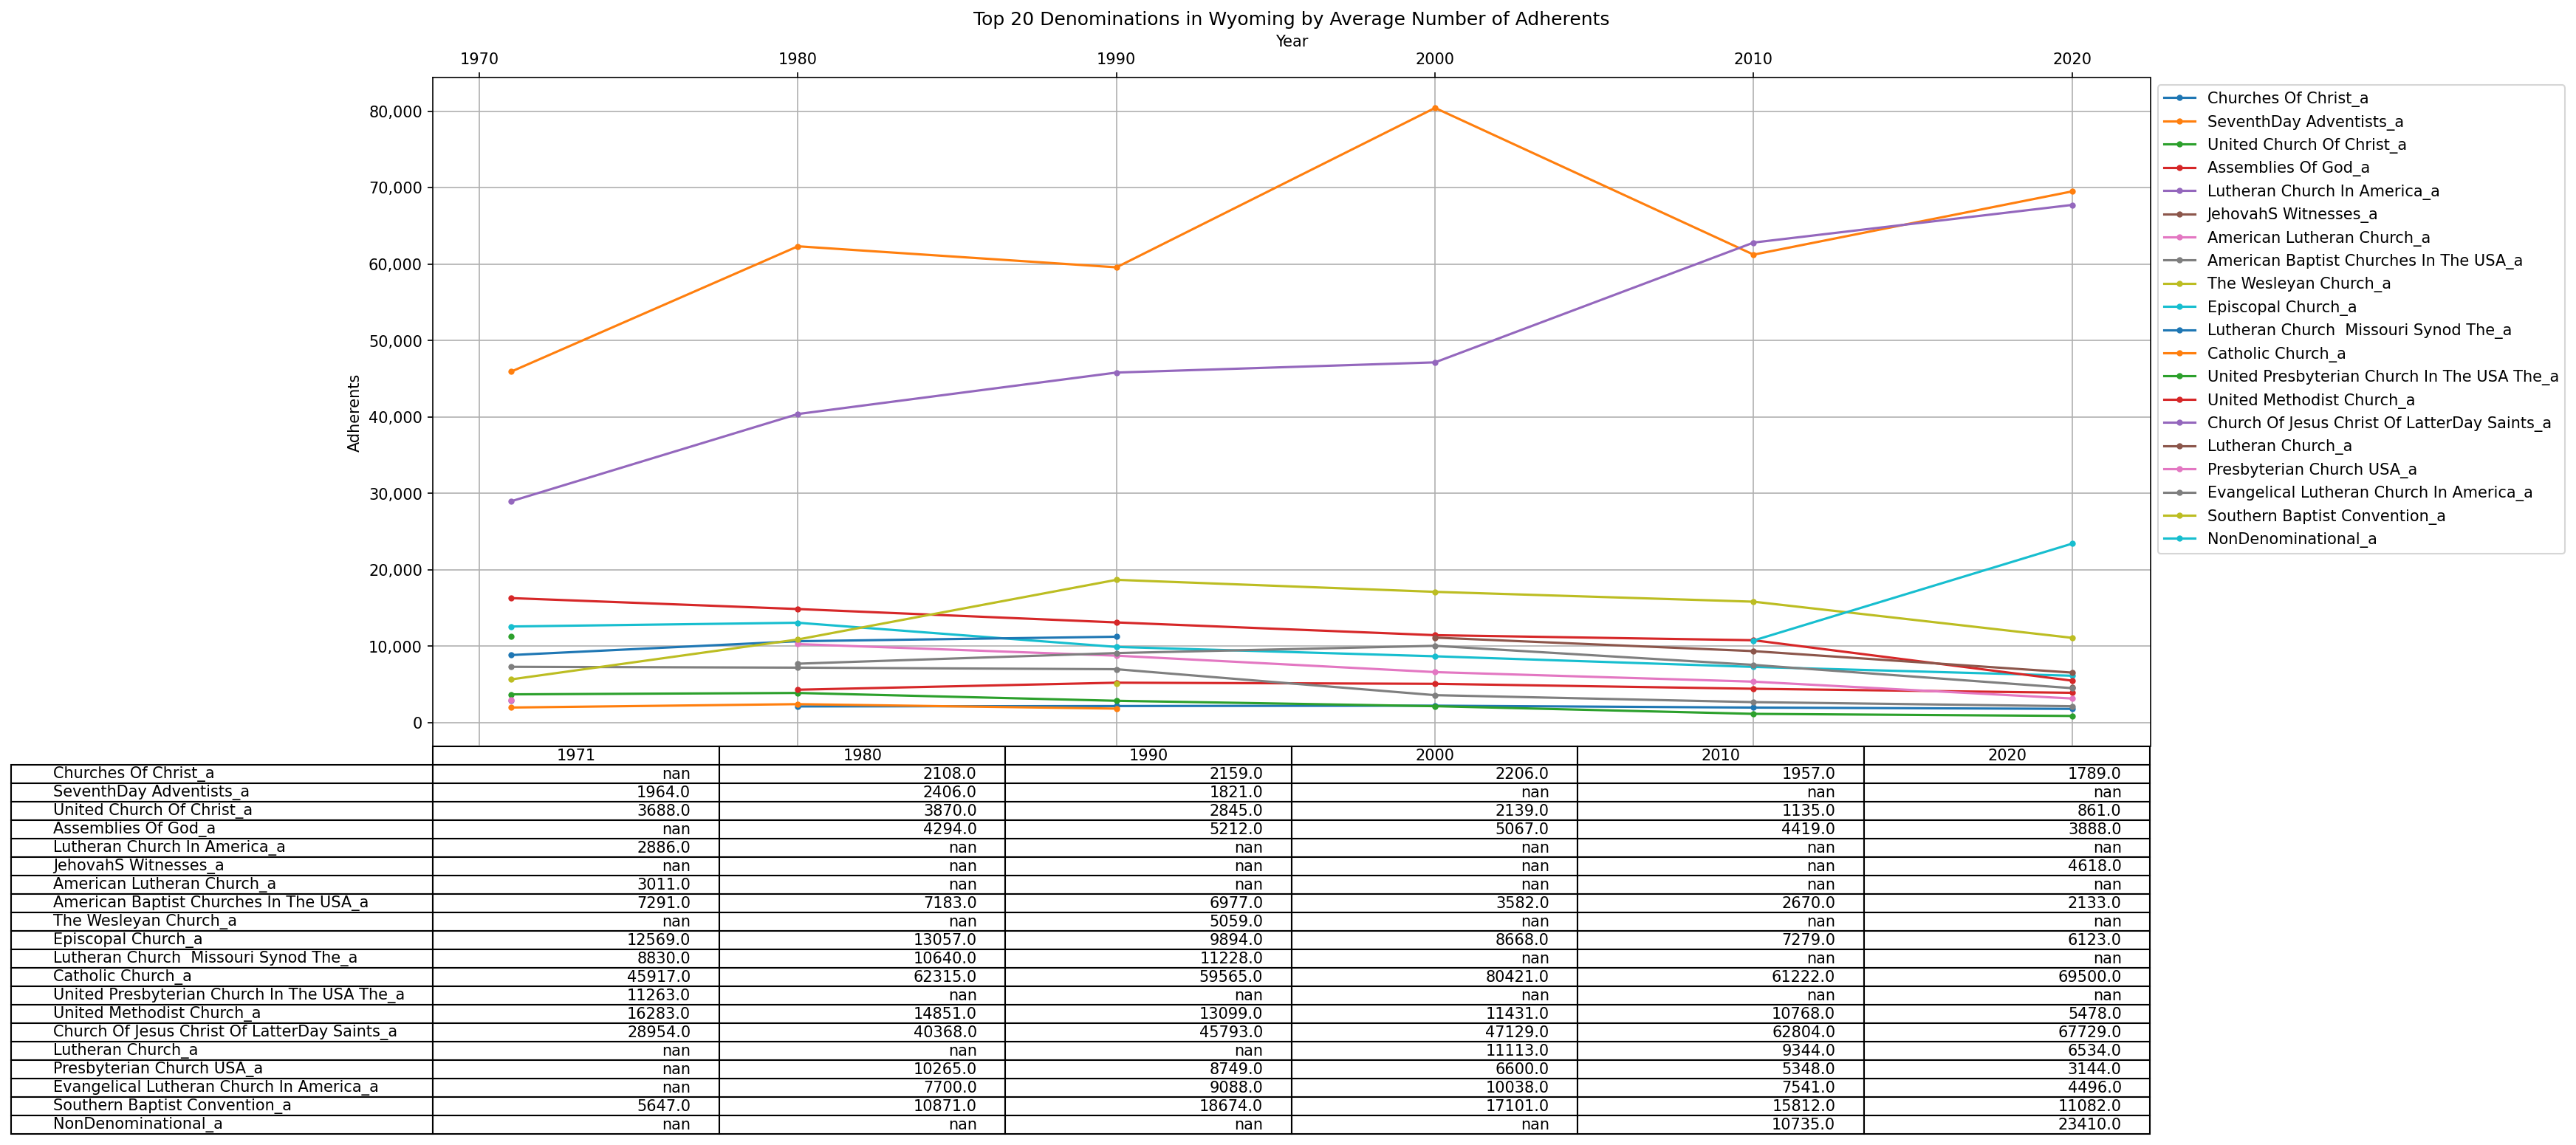 Top 20 Denominations in Wyoming by Average Number of Adherents
Year
1970 1980 1990 2000 2010 2020
80,000
70,000
60,000
50,000
40,000
30,000
20,000
10,000
0
Adherents
Churches Of Christ_a
SeventhDay Adventists_a
United Church Of Christ_a
Assemblies Of God_a
Lutheran Church In America_a
JehovahS Witnesses_a
American Lutheran Church_a
American Baptist Churches In The USA_a
The Wesleyan Church_a
Episcopal Church_a
Lutheran Church  Missouri Synod The_a
Catholic Church_a
United Presbyterian Church In The USA The_a
United Methodist Church_a
Church Of Jesus Christ Of LatterDay Saints_a
Lutheran Church_a
Presbyterian Church USA_a
Evangelical Lutheran Church In America_a
Southern Baptist Convention_a
NonDenominational_a
1971 1980 1990 2000 2010 2020
Churches Of Christ_a nan 2108.0 2159.0 2206.0 1957.0 1789.0
SeventhDay Adventists_a 1964.0 2406.0 1821.0 nan nan nan
United Church Of Christ_a 3688.0 3870.0 2845.0 2139.0 1135.0 861.0
Assemblies Of God_a nan 4294.0 5212.0 5067.0 4419.0 3888.0
Lutheran Church In America_a 2886.0 nan nan nan nan nan
JehovahS Witnesses_a nan nan nan nan nan 4618.0
American Lutheran Church_a 3011.0 nan nan nan nan nan
American Baptist Churches In The USA_a 7291.0 7183.0 6977.0 3582.0 2670.0 2133.0
The Wesleyan Church_a nan nan 5059.0 nan nan nan
Episcopal Church_a 12569.0 13057.0 9894.0 8668.0 7279.0 6123.0
Lutheran Church  Missouri Synod The_a 8830.0 10640.0 11228.0 nan nan nan
Catholic Church_a 45917.0 62315.0 59565.0 80421.0 61222.0 69500.0
United Presbyterian Church In The USA The_a 11263.0 nan nan nan nan nan
United Methodist Church_a 16283.0 14851.0 13099.0 11431.0 10768.0 5478.0
Church Of Jesus Christ Of LatterDay Saints_a 28954.0 40368.0 45793.0 47129.0 62804.0 67729.0
Lutheran Church_a nan nan nan 11113.0 9344.0 6534.0
Presbyterian Church USA_a nan 10265.0 8749.0 6600.0 5348.0 3144.0
Evangelical Lutheran Church In America_a nan 7700.0 9088.0 10038.0 7541.0 4496.0
Southern Baptist Convention_a 5647.0 10871.0 18674.0 17101.0 15812.0 11082.0
NonDenominational_a nan nan nan nan 10735.0 23410.0